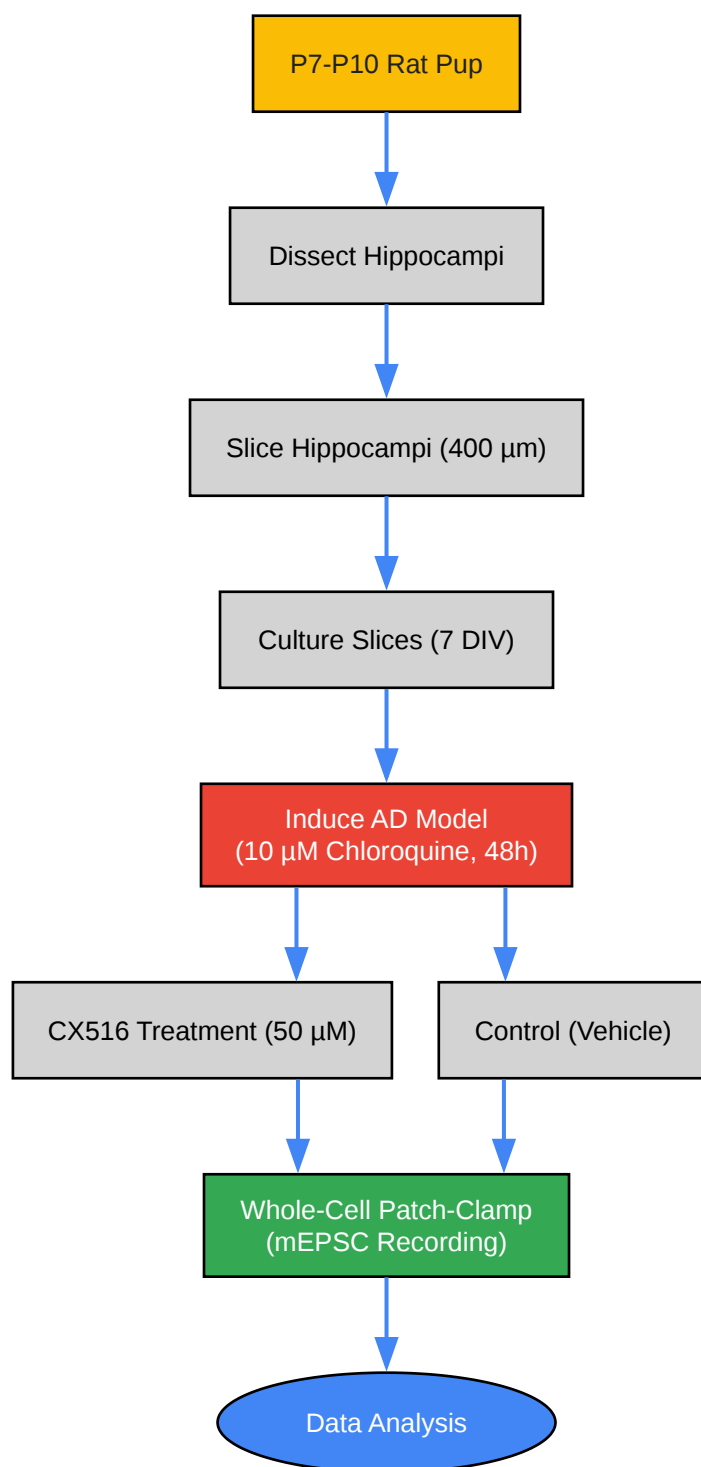 P7-P10 Rat Pup
Dissect Hippocampi
Slice Hippocampi (400 µm)
Culture Slices (7 DIV)
Induce AD Model
(10 µM Chloroquine, 48h)
CX516 Treatment (50 µM)
Control (Vehicle)
Whole-Cell Patch-Clamp
(mEPSC Recording)
Data Analysis